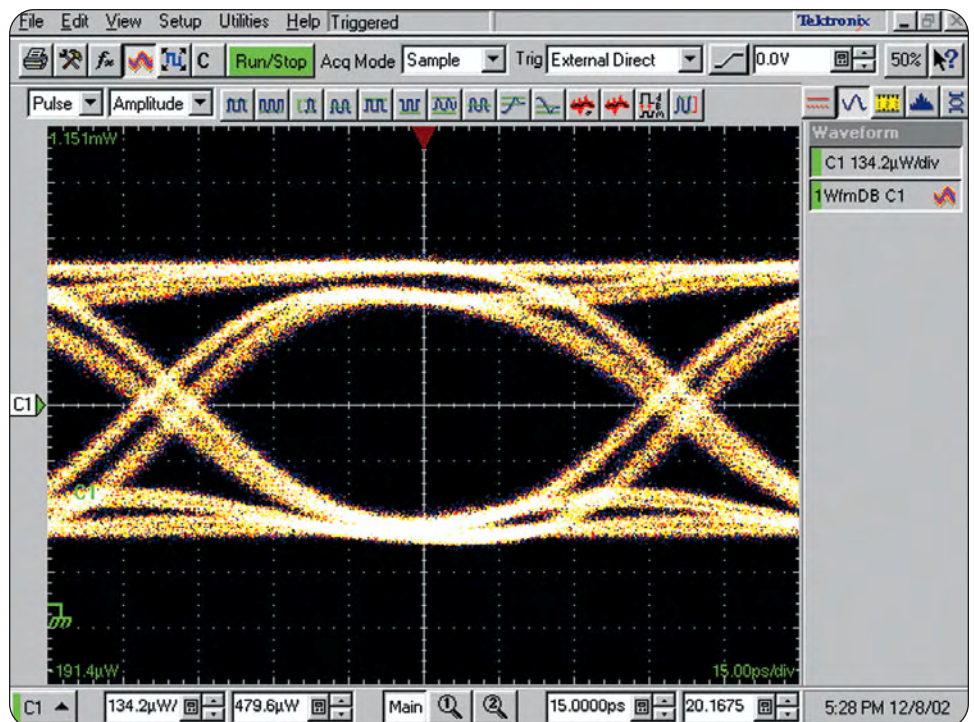 File Edit View Setup Utilities Help Triggered Tektronix
C Run/Stop Acq Mode Sample Trig External Direct 0.0V 50% ?
Pulse Amplitude
1.151mW
Waveform
C1 134.2µW/div
1 WfmDB C1
C1
C1
-191.4µW 15.00ps/div
C1 134.2µW/ 479.6µW Main 1 2 15.0000ps 20.1675 5:28 PM 12/8/02